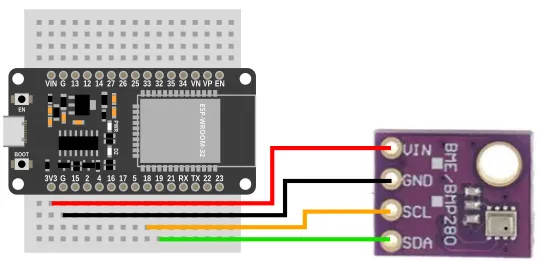 VIN G 13 12 14 27 26 25 33 32 35 34 VN VP EN
EN
ESP-WROOM-32
PWR
D2
BOOT
3V3 G 15 2 4 16 17 5 18 19 21 RX TX 22 23
VIN
GND
SCL
SDA
BME/BMP280